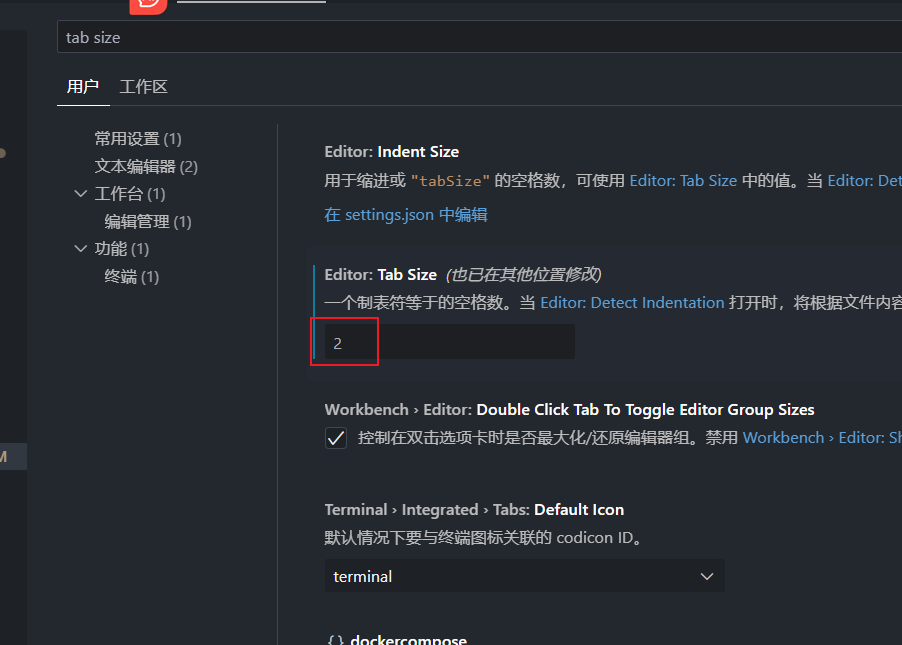 tab size
用户 工作区
常用设置 (1)
文本编辑器 (2)
工作台 (1)
编辑管理 (1)
功能 (1)
终端 (1)
Editor: Indent Size
用于缩进或 "tabSize" 的空格数，可使用 Editor: Tab Size 中的值。当 Editor: Det
在 settings.json 中编辑
Editor: Tab Size (也已在其他位置修改)
一个制表符等于的空格数。当 Editor: Detect Indentation 打开时，将根据文件内容
2
Workbench › Editor: Double Click Tab To Toggle Editor Group Sizes
控制在双击选项卡时是否最大化/还原编辑器组。禁用 Workbench › Editor: Sh
Terminal › Integrated › Tabs: Default Icon
默认情况下要与终端图标关联的 codicon ID。
terminal
{} dockercompose
M